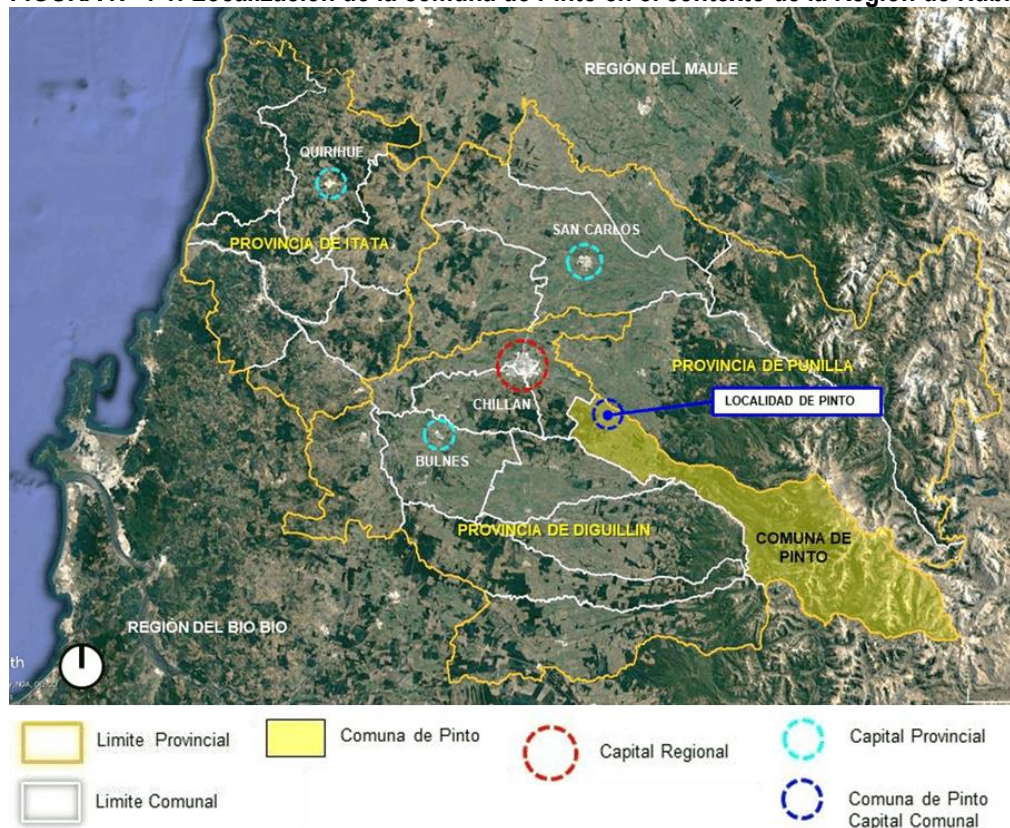 REGIÓN DEL MAULE
QUIRIHUE
SAN CARLOS
PROVINCIA DE ITATA
PROVINCIA DE PUNILLA
LOCALIDAD DE PINTO
CHILLAN
BULNES
PROVINCIA DE DIGUILLIN
COMUNA DE
PINTO
REGIÓN DEL BIO BIO
th
Limite Provincial
Comuna de Pinto
Capital Regional
Capital Provincial
Limite Comunal
Comuna de Pinto
Capital Comunal